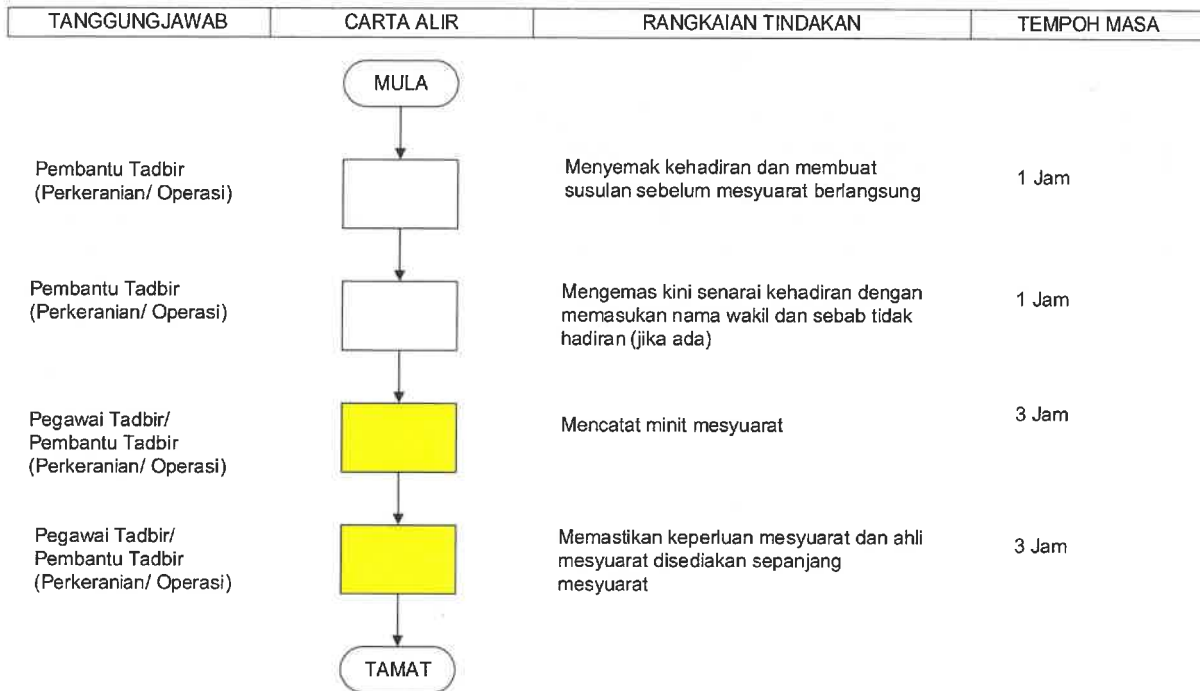 TANGGUNGJAWAB CARTA ALIR RANGKAIAN TINDAKAN TEMPOH MASA
MULA
Pembantu Tadbir
(Perkeranian/ Operasi)
Menyemak kehadiran dan membuat
susulan sebelum mesyuarat berlangsung
1 Jam
Pembantu Tadbir
(Perkeranian/ Operasi)
Mengemas kini senarai kehadiran dengan
memasukan nama wakil dan sebab tidak
hadiran (jika ada)
1 Jam
Pegawai Tadbir/
Pembantu Tadbir
(Perkeranian/ Operasi)
Mencatat minit mesyuarat
3 Jam
Pegawai Tadbir/
Pembantu Tadbir
(Perkeranian/ Operasi)
Memastikan keperluan mesyuarat dan ahli
mesyuarat disediakan sepanjang
mesyuarat
3 Jam
TAMAT